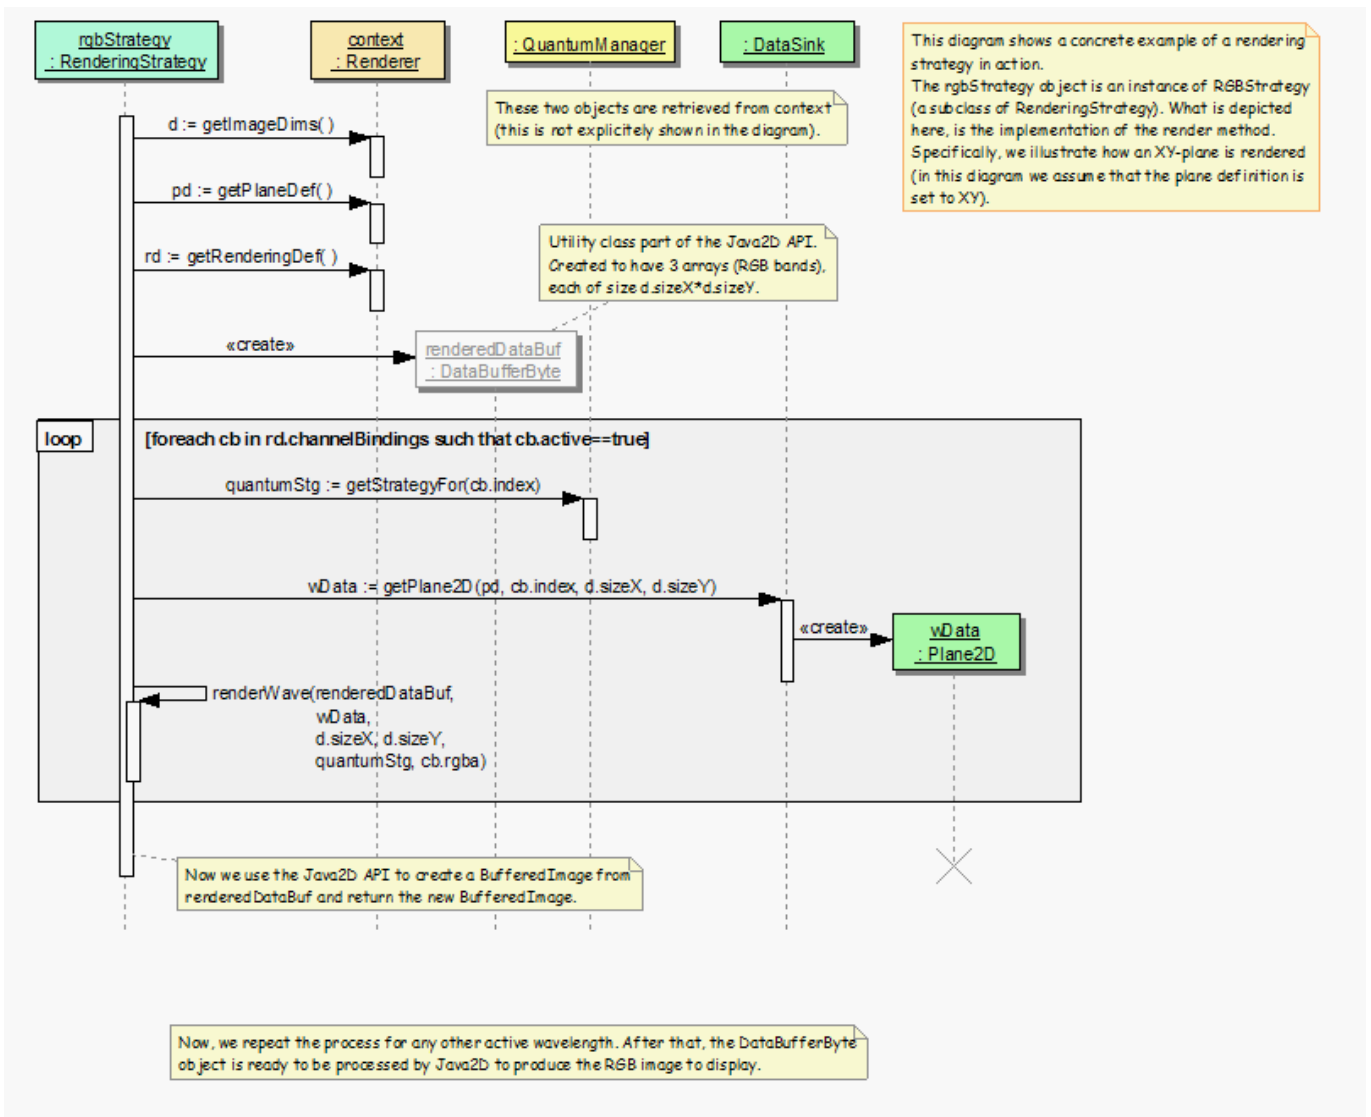 rgbStrategy
: RenderingStrategy
context
: Renderer
: QuantumManager
: DataSink
This diagram shows a concrete example of a rendering
strategy in action.
The rgbStrategy object is an instance of RGBStrategy
(a subclass of RenderingStrategy). What is depicted
here, is the implementation of the render method.
Specifically, we illustrate how an XY-plane is rendered
(in this diagram we assume that the plane definition is
set to XY).
These two objects are retrieved from context
(this is not explicitely shown in the diagram).
d := getImageDims( )
pd := getPlaneDef( )
rd := getRenderingDef( )
Utility class part of the Java2D API.
Created to have 3 arrays (RGB bands),
each of size d.sizeX*d.sizeY.
«create»
renderedDataBuf
: DataBufferByte
loop
[foreach cb in rd.channelBindings such that cb.active==true]
quantumStg := getStrategyFor(cb.index)
wData := getPlane2D(pd, cb.index, d.sizeX, d.sizeY)
«create»
wData
: Plane2D
renderWave(renderedDataBuf,
wData,
d.sizeX, d.sizeY,
quantumStg, cb.rgba)
Now we use the Java2D API to create a BufferedImage from
renderedDataBuf and return the new BufferedImage.
Now, we repeat the process for any other active wavelength. After that, the DataBufferByte
object is ready to be processed by Java2D to produce the RGB image to display.